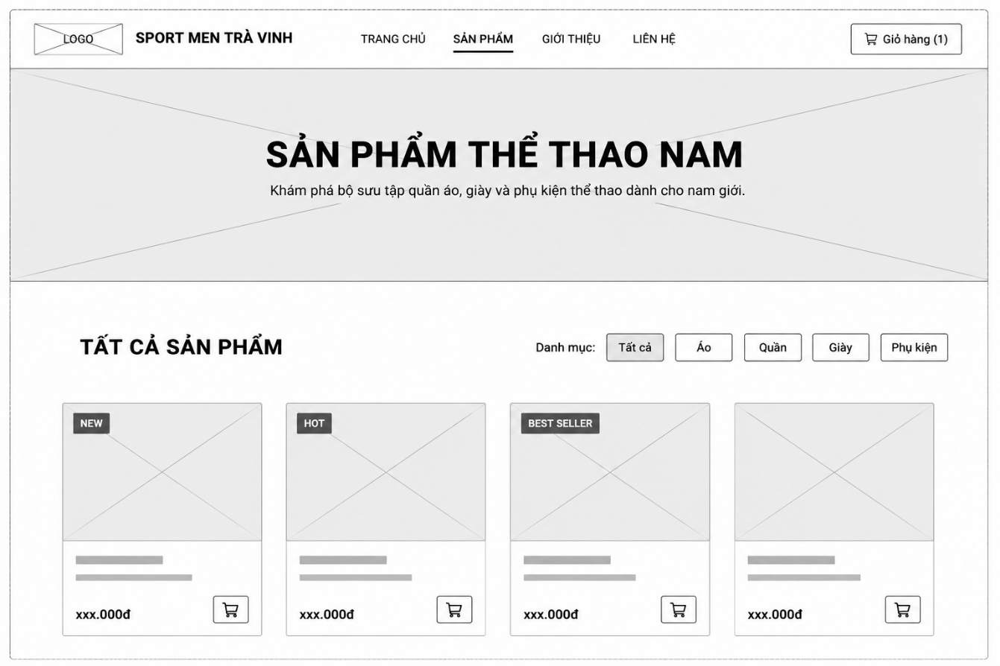 LOGO
SPORT MEN TRÀ VINH
TRANG CHỦ
SẢN PHẨM
GIỚI THIỆU
LIÊN HỆ
Giỏ hàng (1)
SẢN PHẨM THỂ THAO NAM
Khám phá bộ sưu tập quần áo, giày và phụ kiện thể thao dành cho nam giới.
TẤT CẢ SẢN PHẨM
Danh mục:
Tất cả
Áo
Quần
Giày
Phụ kiện
NEW
HOT
BEST SELLER
xxx.000đ
xxx.000đ
xxx.000đ
xxx.000đ